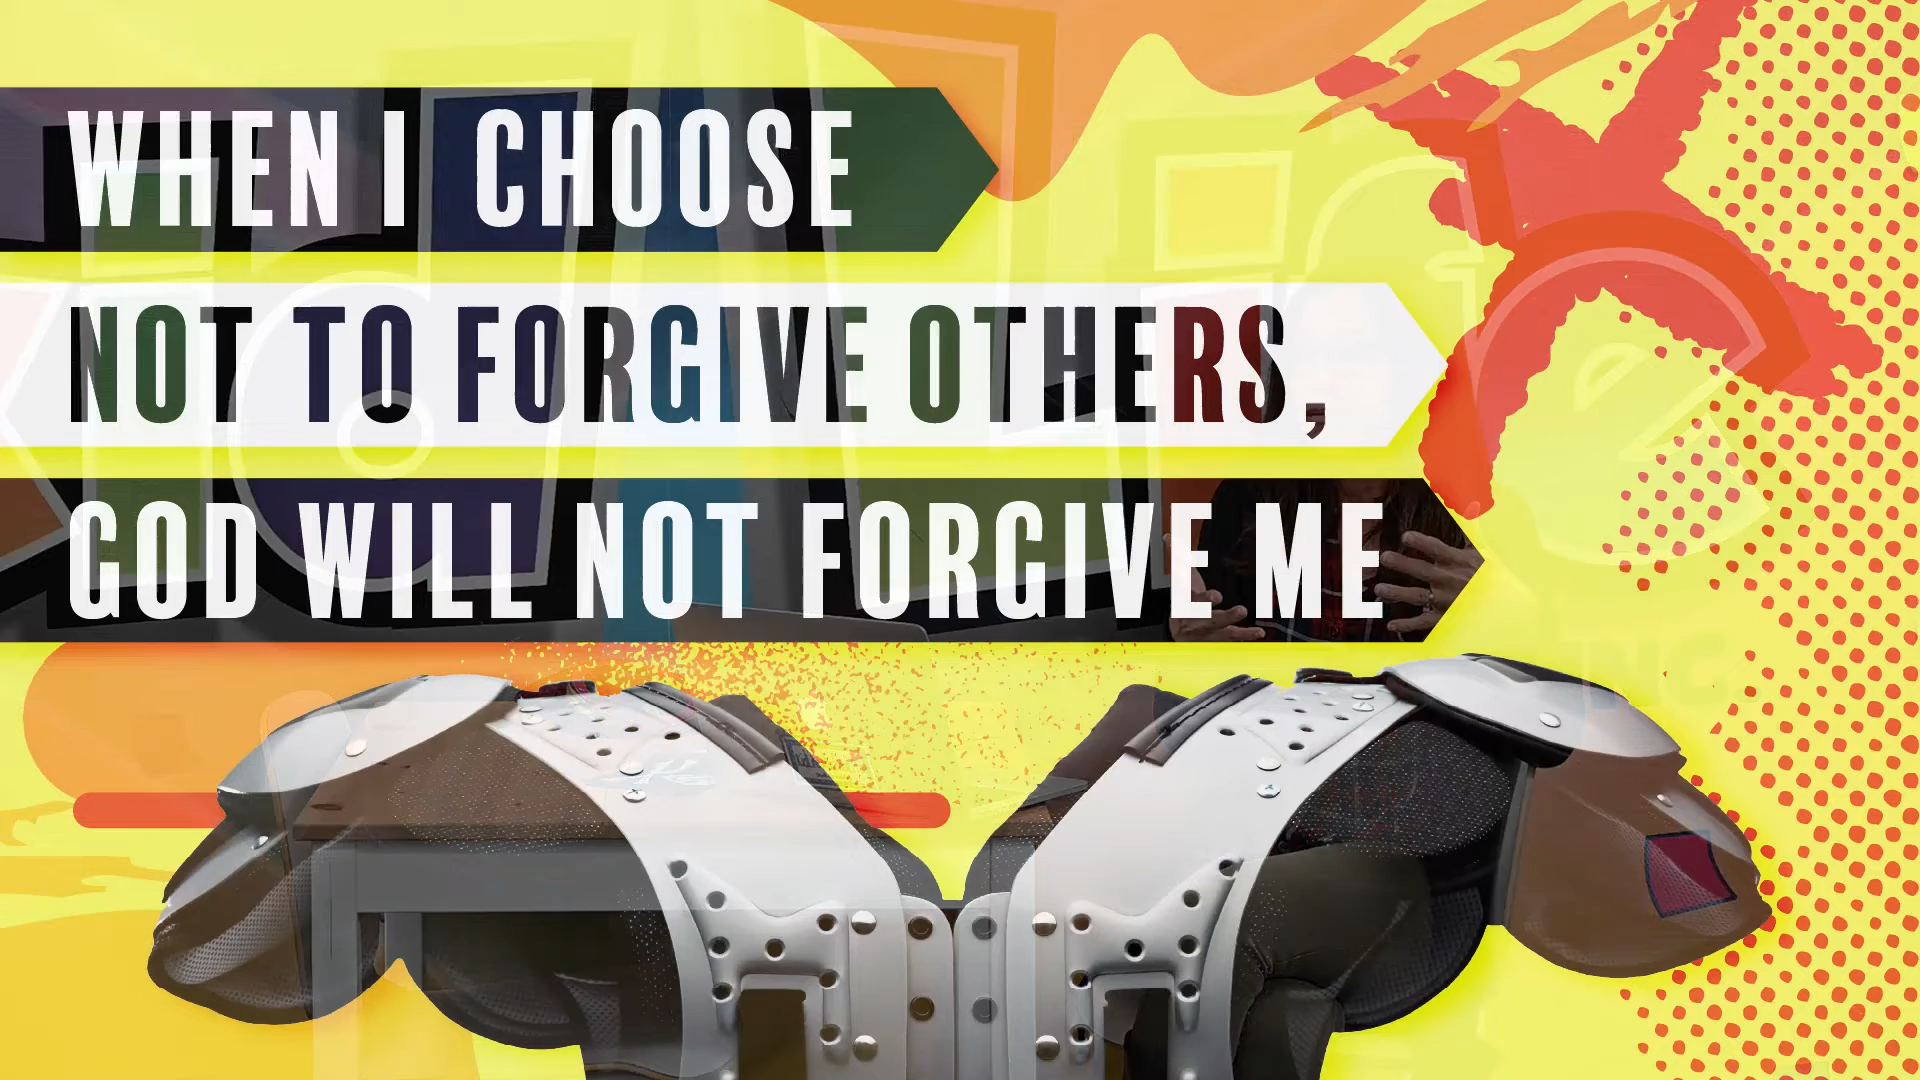 WHEN I CHOOSE
NOT TO FORGIVE OTHERS,
GOD WILL NOT FORGIVE ME